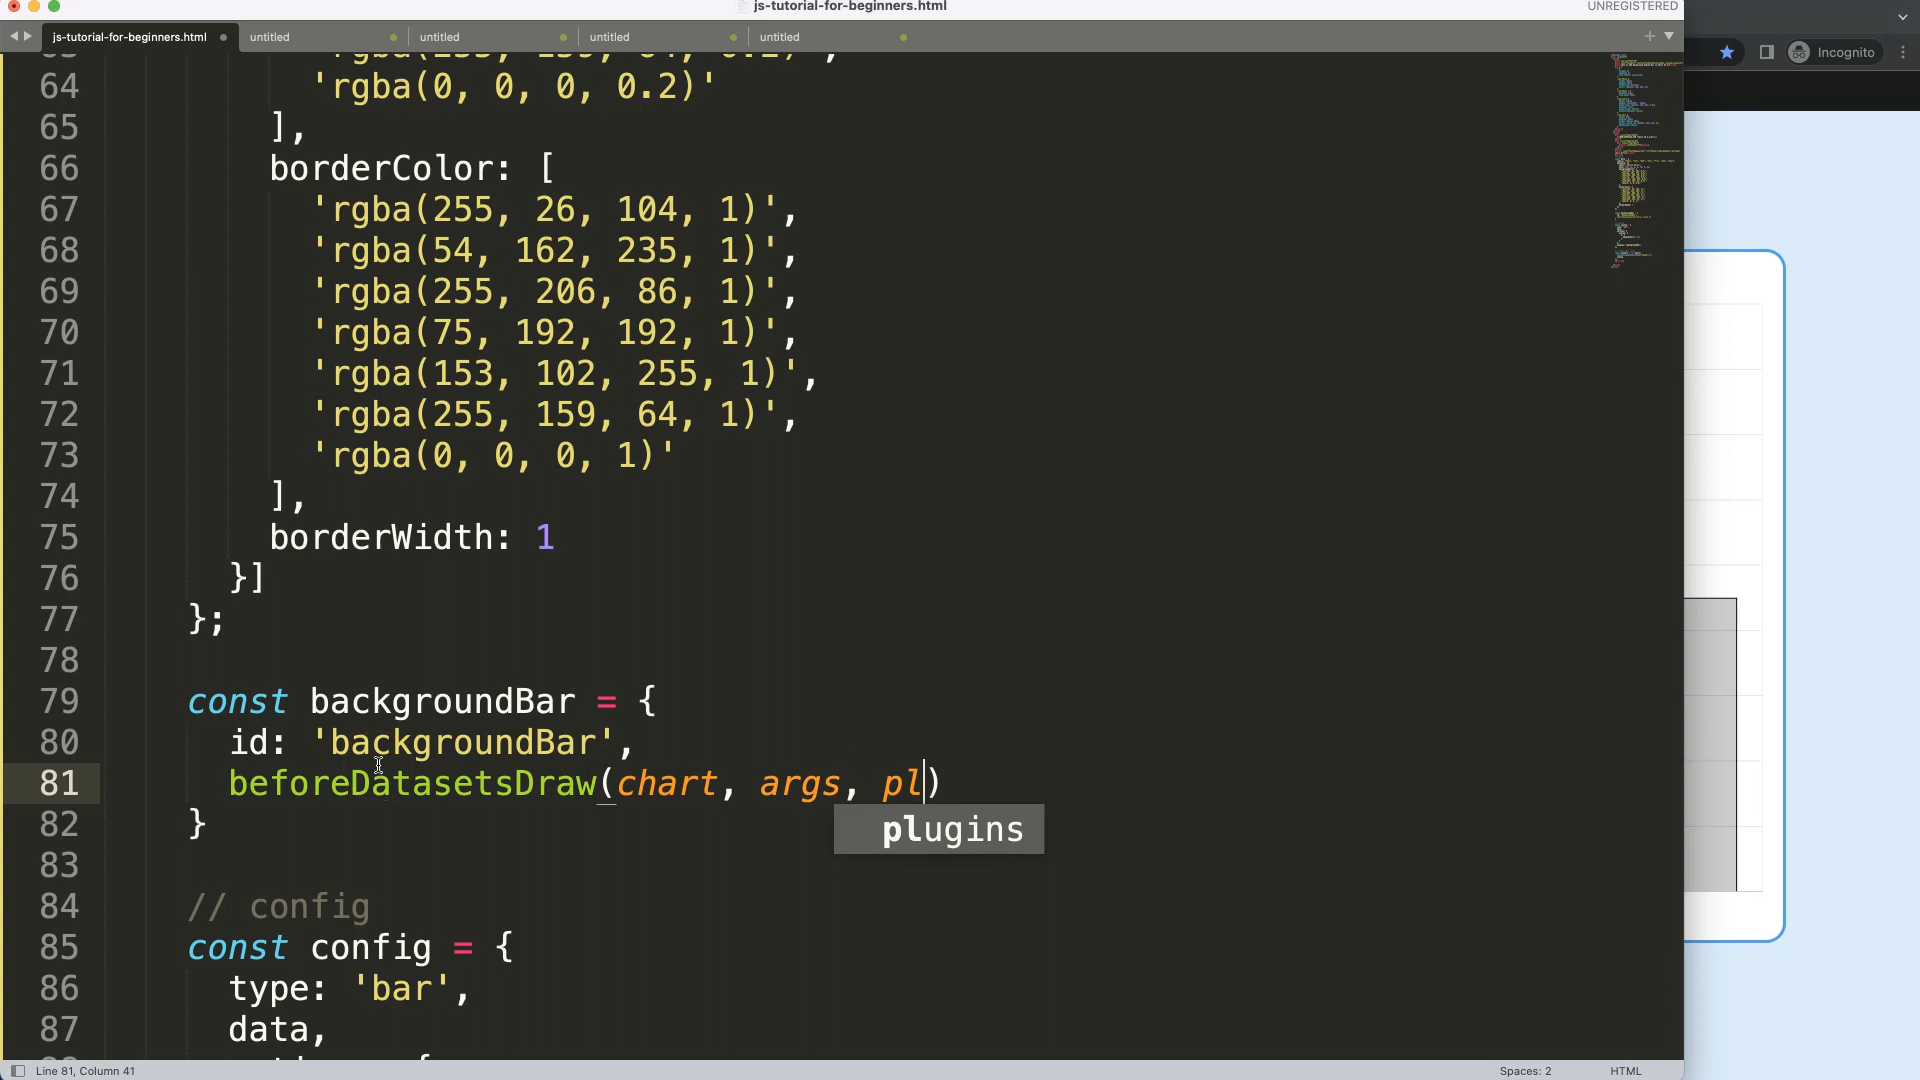 js-tutorial-for-beginners.html
UNREGISTERED
js-tutorial-for-beginners.html untitled untitled untitled untitled
Incognito
64 'rgba(0, 0, 0, 0.2)'
65 ],
66 borderColor: [
67 'rgba(255, 26, 104, 1)',
68 'rgba(54, 162, 235, 1)',
69 'rgba(255, 206, 86, 1)',
70 'rgba(75, 192, 192, 1)',
71 'rgba(153, 102, 255, 1)',
72 'rgba(255, 159, 64, 1)',
73 'rgba(0, 0, 0, 1)'
74 ],
75 borderWidth: 1
76 }]
77 };
78
79 const backgroundBar = {
80 id: 'backgroundBar',
81 beforeDatasetsDraw(chart, args, pl)
plugins
82 }
83
84 // config
85 const config = {
86 type: 'bar',
87 data,
Line 81, Column 41
Spaces: 2
HTML